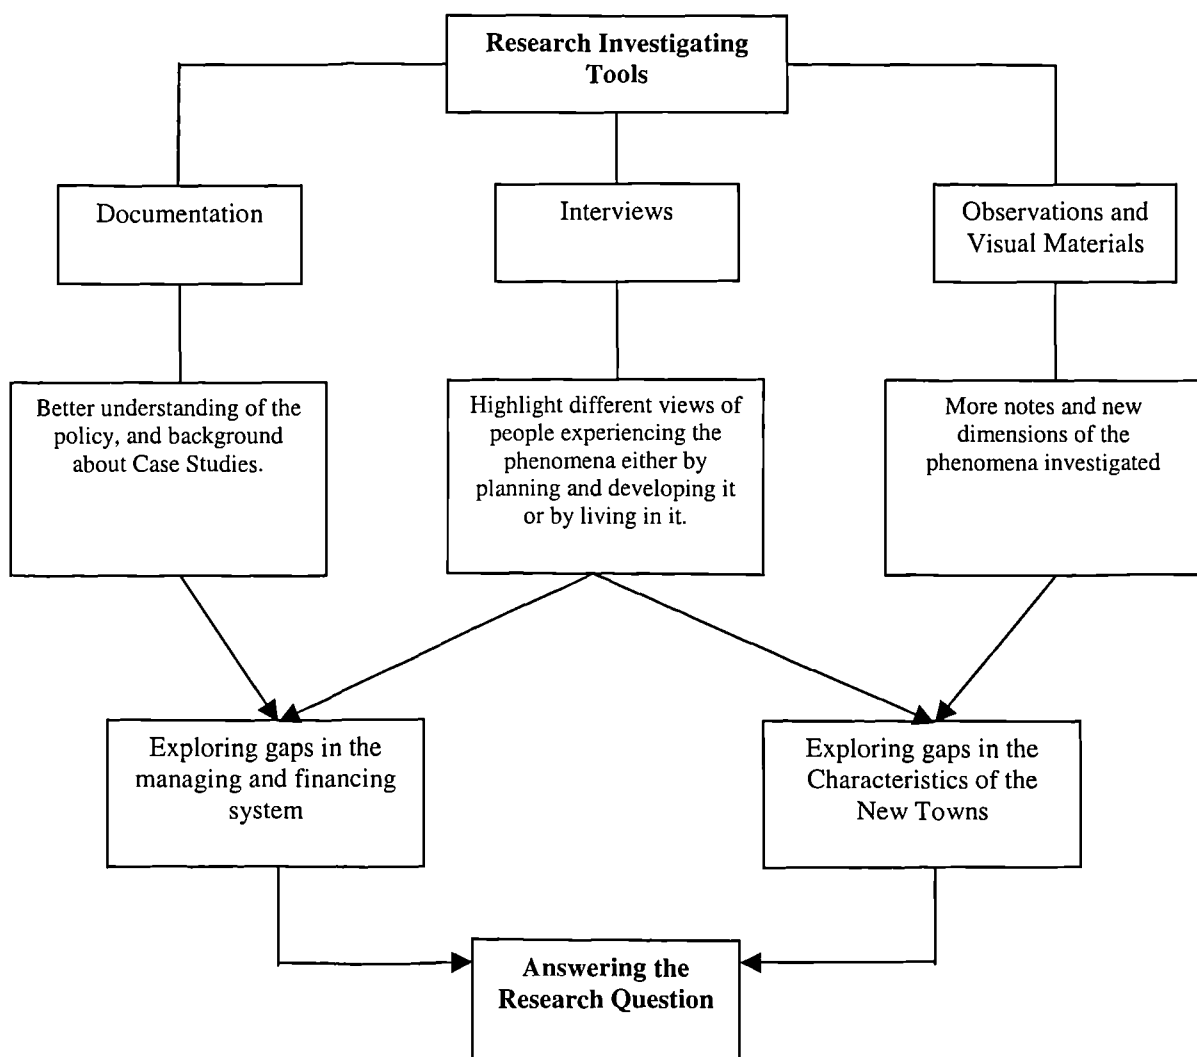 Research Investigating
Tools
Documentation
Interviews
Observations and
Visual Materials
Better understanding of the
policy, and background
about Case Studies.
Highlight different views of
people experiencing the
phenomena either by
planning and developing it
or by living in it.
More notes and new
dimensions of the
phenomena investigated
Exploring gaps in the
managing and financing
system
Exploring gaps in the
Characteristics of the
New Towns
Answering the
Research Question